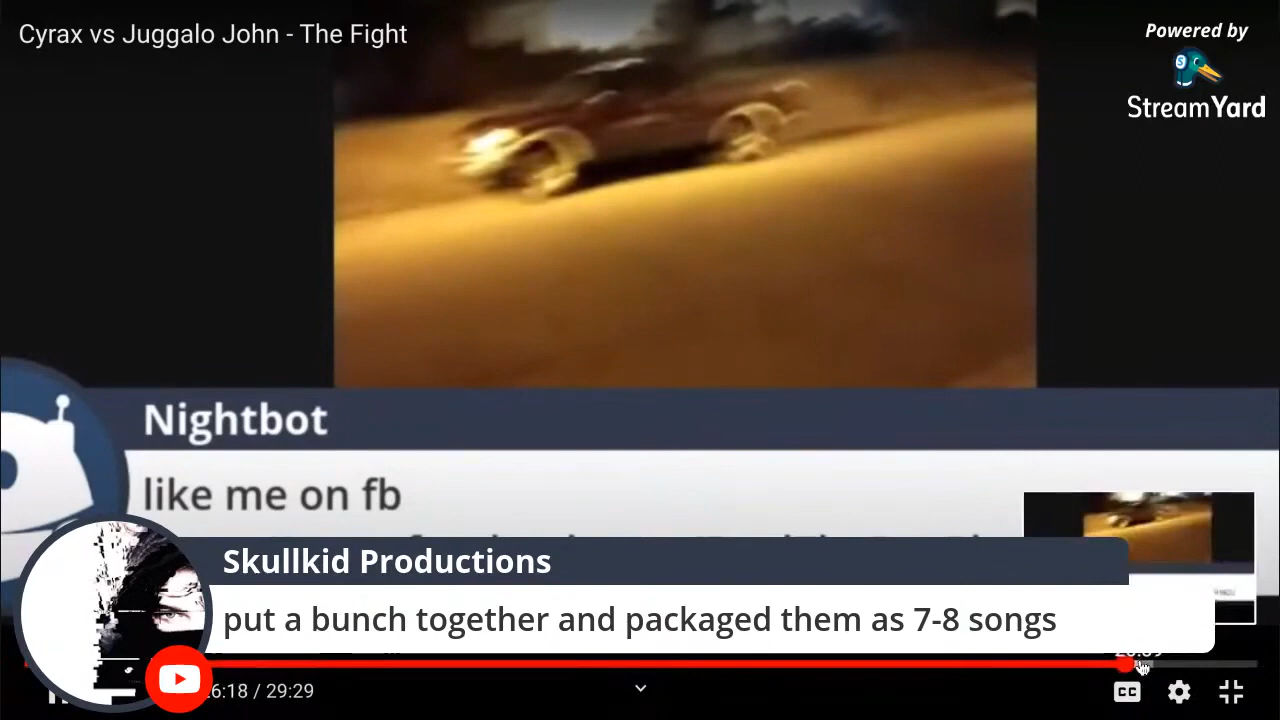 Cyrax vs Juggalo John - The Fight
Powered by
StreamYard
Nightbot
like me on fb
Skullkid Productions
put a bunch together and packaged them as 7-8 songs
6:18 / 29:29
CC